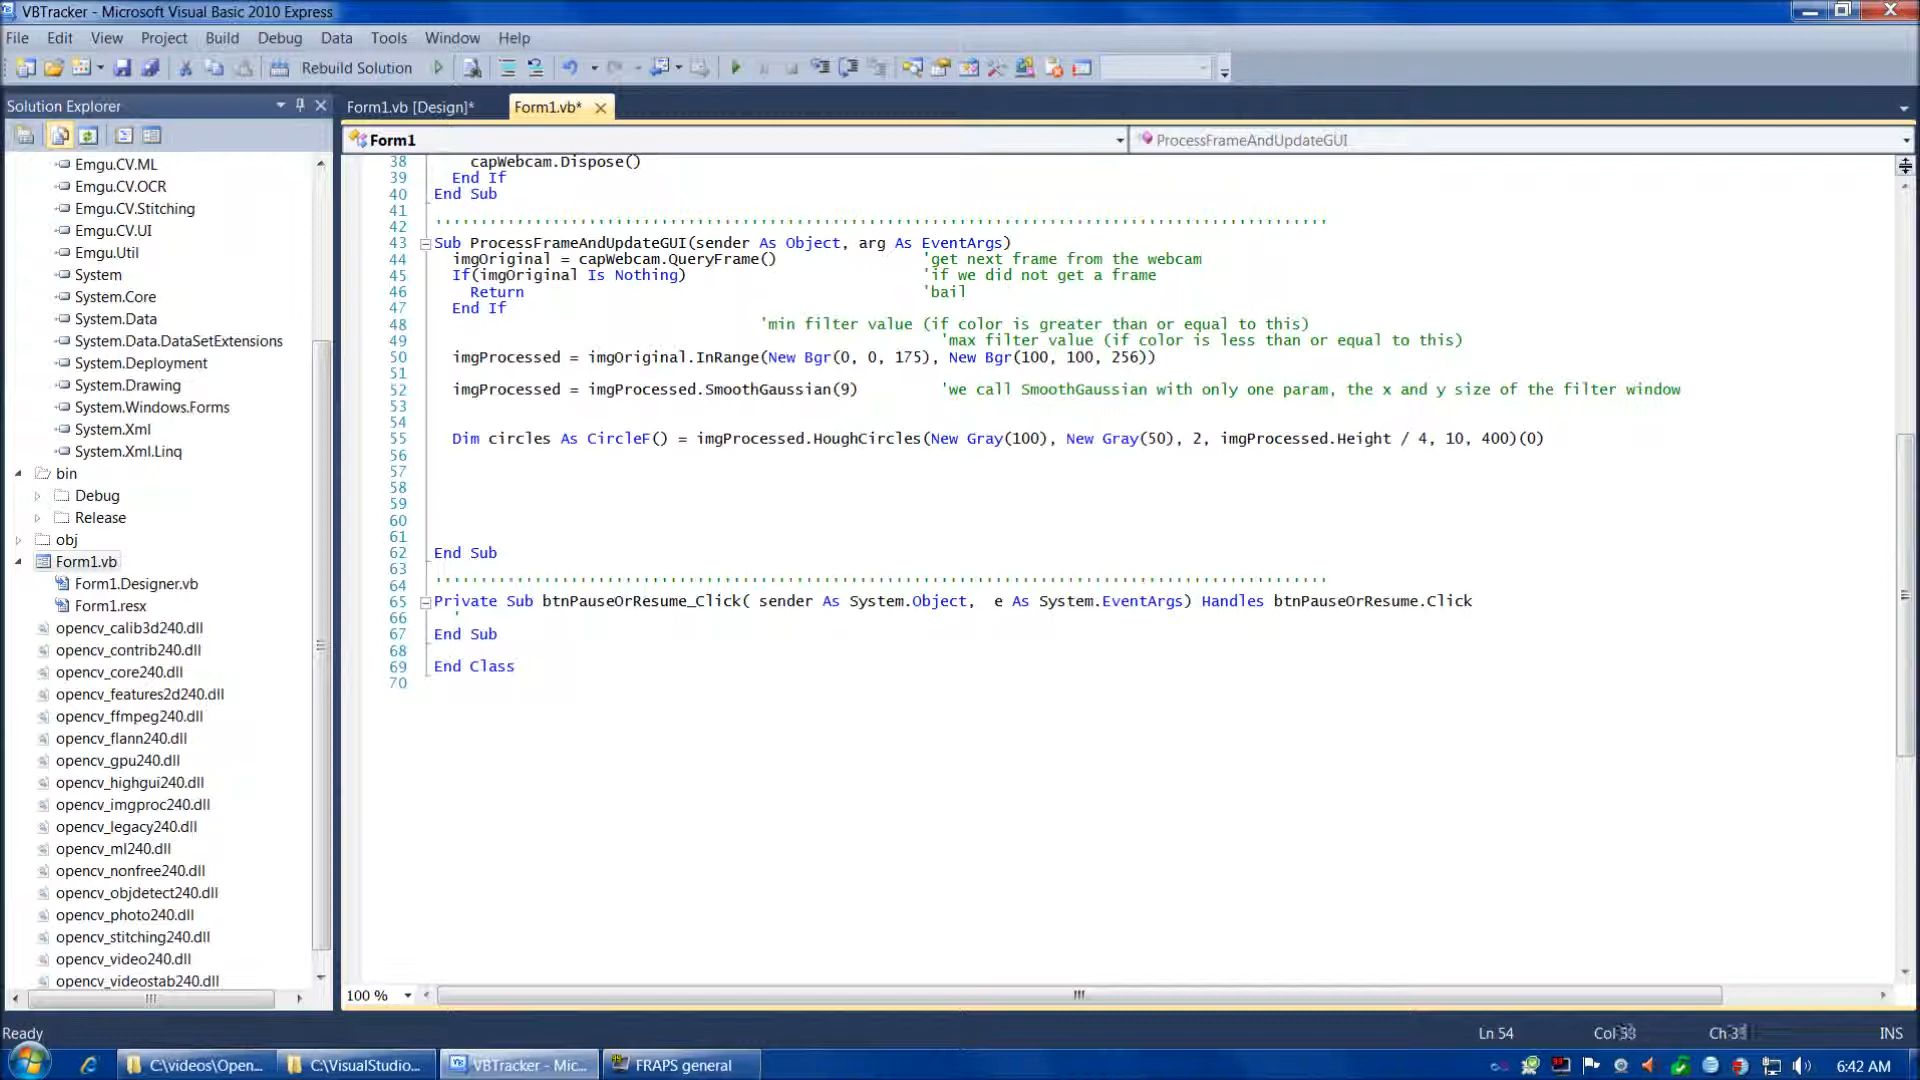 VBTracker - Microsoft Visual Basic 2010 Express
File Edit View Project Build Debug Data Tools Window Help
Rebuild Solution
Solution Explorer
Form1.vb [Design]*
Form1.vb*
Form1
ProcessFrameAndUpdateGUI
Emgu.CV.ML
Emgu.CV.OCR
Emgu.CV.Stitching
Emgu.CV.UI
Emgu.Util
System
System.Core
System.Data
System.Data.DataSetExtensions
System.Deployment
System.Drawing
System.Windows.Forms
System.Xml
System.Xml.Linq
bin
Debug
Release
obj
Form1.vb
Form1.Designer.vb
Form1.resx
opencv_calib3d240.dll
opencv_contrib240.dll
opencv_core240.dll
opencv_features2d240.dll
opencv_ffmpeg240.dll
opencv_flann240.dll
opencv_gpu240.dll
opencv_highgui240.dll
opencv_imgproc240.dll
opencv_legacy240.dll
opencv_ml240.dll
opencv_nonfree240.dll
opencv_objdetect240.dll
opencv_photo240.dll
opencv_stitching240.dll
opencv_video240.dll
opencv_videostab240.dll
38 capWebcam.Dispose()
39 End If
40 End Sub
41
42 ''''''''''''''''''''''''''''''''''''''''''''''''''''''''''''''''''''''''''''''''''''''''''''''''''''
43 Sub ProcessFrameAndUpdateGUI(sender As Object, arg As EventArgs)
44 imgOriginal = capWebcam.QueryFrame() 'get next frame from the webcam
45 If(imgOriginal Is Nothing) 'if we did not get a frame
46 Return 'bail
47 End If
48 'min filter value (if color is greater than or equal to this)
49 'max filter value (if color is less than or equal to this)
50 imgProcessed = imgOriginal.InRange(New Bgr(0, 0, 175), New Bgr(100, 100, 256))
51
52 imgProcessed = imgProcessed.SmoothGaussian(9) 'we call SmoothGaussian with only one param, the x and y size of the filter window
53
54
55 Dim circles As CircleF() = imgProcessed.HoughCircles(New Gray(100), New Gray(50), 2, imgProcessed.Height / 4, 10, 400)(0)
56
57
58
59
60
61
62 End Sub
63
64 ''''''''''''''''''''''''''''''''''''''''''''''''''''''''''''''''''''''''''''''''''''''''''''''''''''
65 Private Sub btnPauseOrResume_Click( sender As System.Object, e As System.EventArgs) Handles btnPauseOrResume.Click
66 '
67 End Sub
68
69 End Class
70
100 %
Ready
Ln 54
INS
C:\videos\Open...
C:\VisualStudio...
VBTracker - Mic...
FRAPS general
6:42 AM